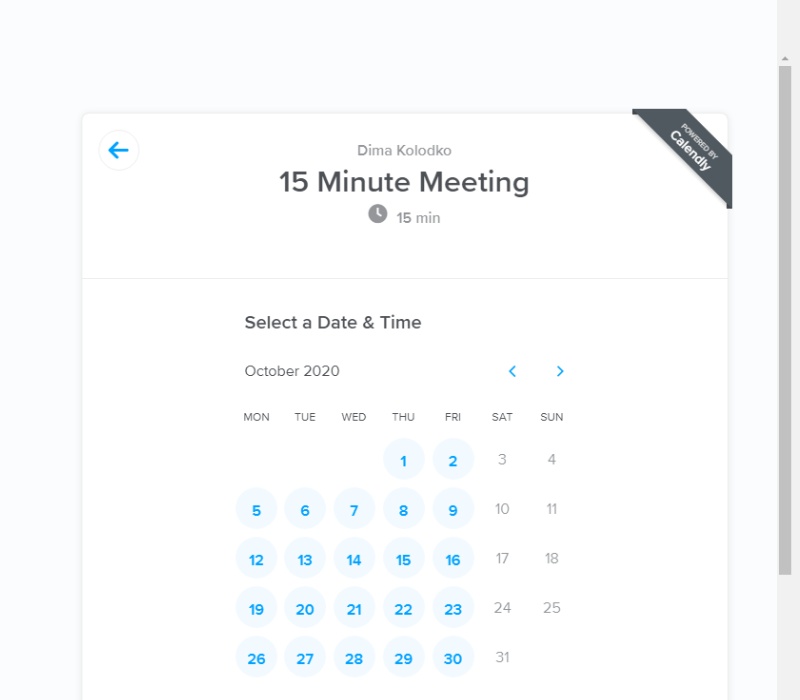 POWERED BY
Calendly
Dima Kolodko
15 Minute Meeting
15 min
Select a Date & Time
October 2020
MON TUE WED THU FRI SAT SUN
1 2 3 4
5 6 7 8 9 10 11
12 13 14 15 16 17 18
19 20 21 22 23 24 25
26 27 28 29 30 31